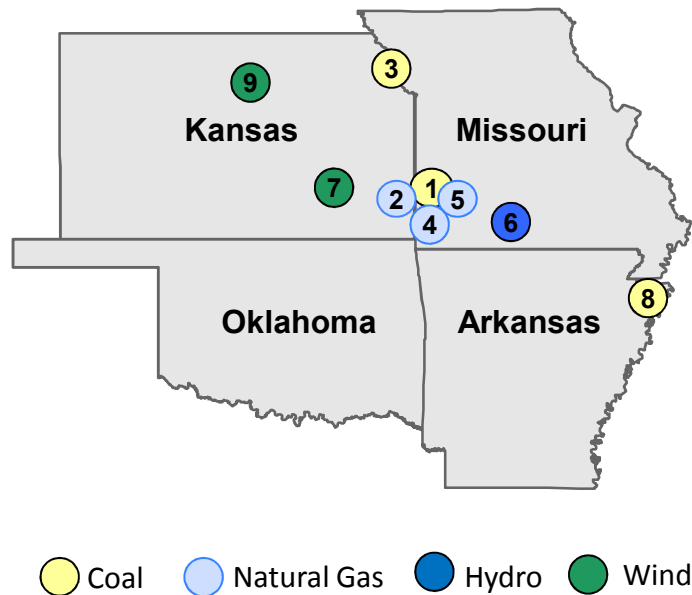 3
9
Kansas
Missouri
7
1
2
5
4
6
8
Oklahoma
Arkansas
Coal
Natural Gas
Hydro
Wind